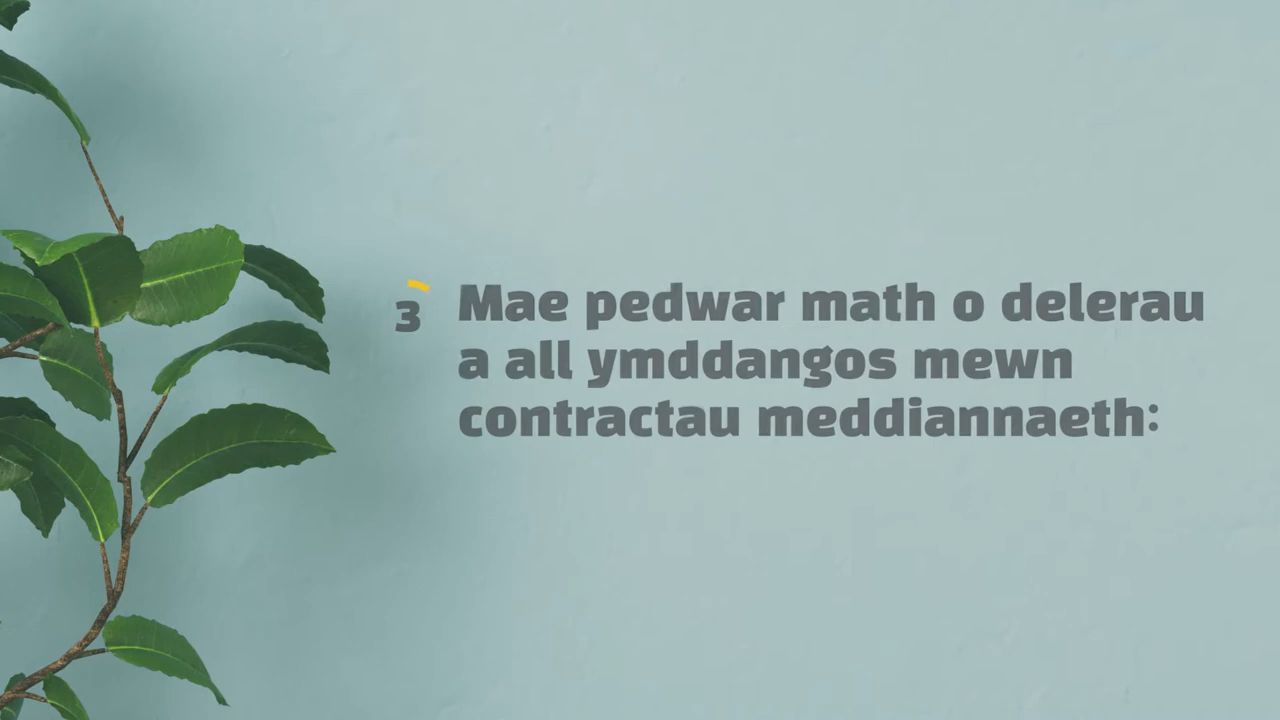 3 Mae pedwar math o delerau
a all ymddangos mewn
contractau meddiannaeth: